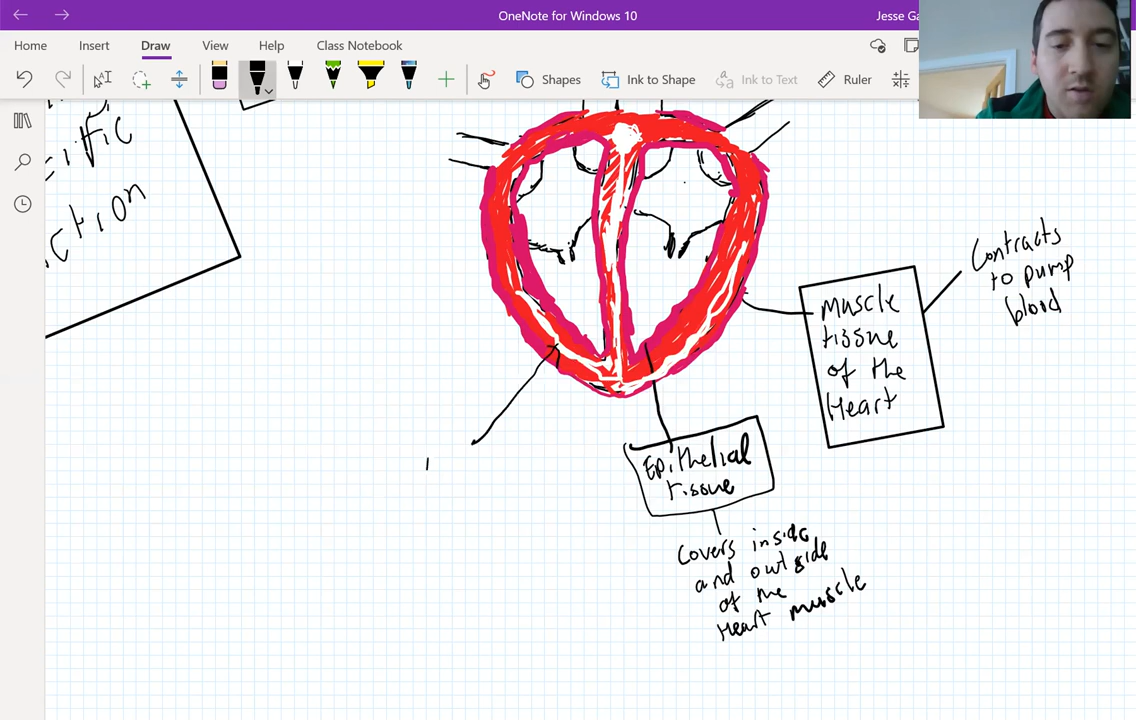 OneNote for Windows 10
Jesse Ga
Home Insert Draw View Help Class Notebook
Shapes Ink to Shape Ink to Text Ruler
ction
Contracts
to pump
blood
muscle
tissue
of the
Heart
Epithelial
tissue
Covers inside
and outside
of the
Heart muscle